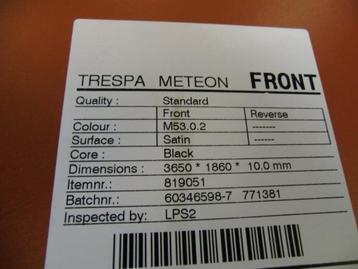 TRESPA METEON FRONT
Quality : Standard
Front Reverse
Colour : M53.0.2 -------
Surface : Satin -------
Core : Black
Dimensions : 3650 * 1860 * 10.0 mm
Itemnr.: 819051
Batchnr.: 60346598-7 771381
Inspected by: LPS2